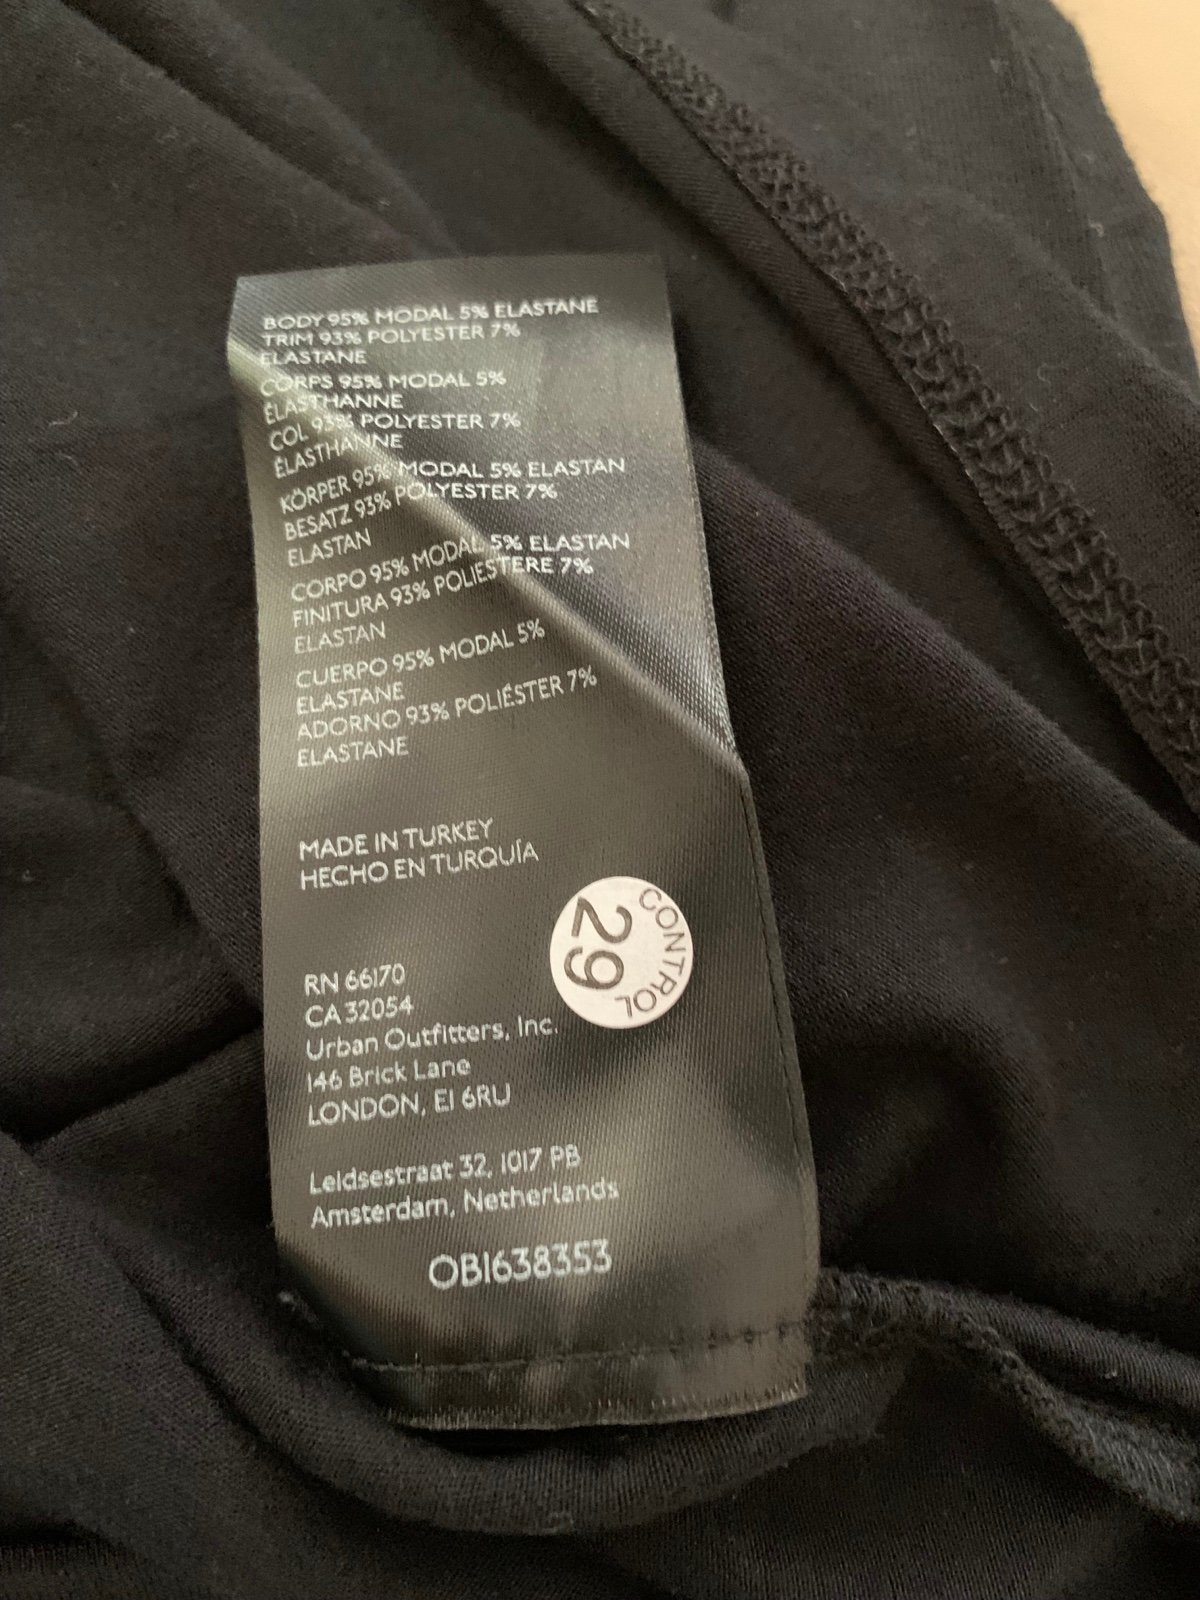 BODY 95% MODAL 5% ELASTANE
TRIM 93% POLYESTER 7%
ELASTANE
CORPS 95% MODAL 5%
ÉLASTHANNE
COL 93% POLYESTER 7%
ÉLASTHANNE
KÖRPER 95% MODAL 5% ELASTAN
BESATZ 93% POLYESTER 7%
ELASTAN
CORPO 95% MODAL 5% ELASTAN
FINITURA 93% POLIESTERE 7%
ELASTAN
CUERPO 95% MODAL 5%
ELASTANE
ADORNO 93% POLIÉSTER 7%
ELASTANE
MADE IN TURKEY
HECHO EN TURQUÍA
CONTROL
29
RN 66170
CA 32054
Urban Outfitters, Inc.
146 Brick Lane
LONDON, E1 6RU
Leidsestraat 32, 1017 PB
Amsterdam, Netherlands
OB1638353